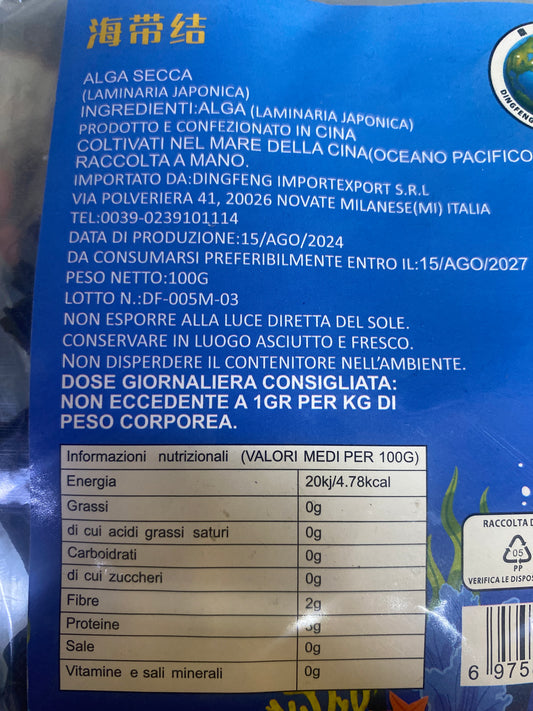 海带结
ALGA SECCA
(LAMINARIA JAPONICA)
INGREDIENTI:ALGA (LAMINARIA JAPONICA)
PRODOTTO E CONFEZIONATO IN CINA
COLTIVATI NEL MARE DELLA CINA(OCEANO PACIFICO
RACCOLTA A MANO.
IMPORTATO DA:DINGFENG IMPORTEXPORT S.R.L
VIA POLVERIERA 41, 20026 NOVATE MILANESE(MI) ITALIA
TEL:0039-0239101114
DATA DI PRODUZIONE:15/AGO/2024
DA CONSUMARSI PREFERIBILMENTE ENTRO IL:15/AGO/2027
PESO NETTO:100G
LOTTO N.:DF-005M-03
NON ESPORRE ALLA LUCE DIRETTA DEL SOLE.
CONSERVARE IN LUOGO ASCIUTTO E FRESCO.
NON DISPERDERE IL CONTENITORE NELL'AMBIENTE.
DOSE GIORNALIERA CONSIGLIATA:
NON ECCEDENTE A 1GR PER KG DI
PESO CORPOREA.
Informazioni nutrizionali (VALORI MEDI PER 100G)
Energia 20kj/4.78kcal
Grassi 0g
di cui acidi grassi saturi 0g
Carboidrati 0g
di cui zuccheri 0g
Fibre 2g
Proteine
Sale 0g
Vitamine e sali minerali 0g
DINGFENG
RACCOLTA
05
PP
VERIFICA LE
6 975